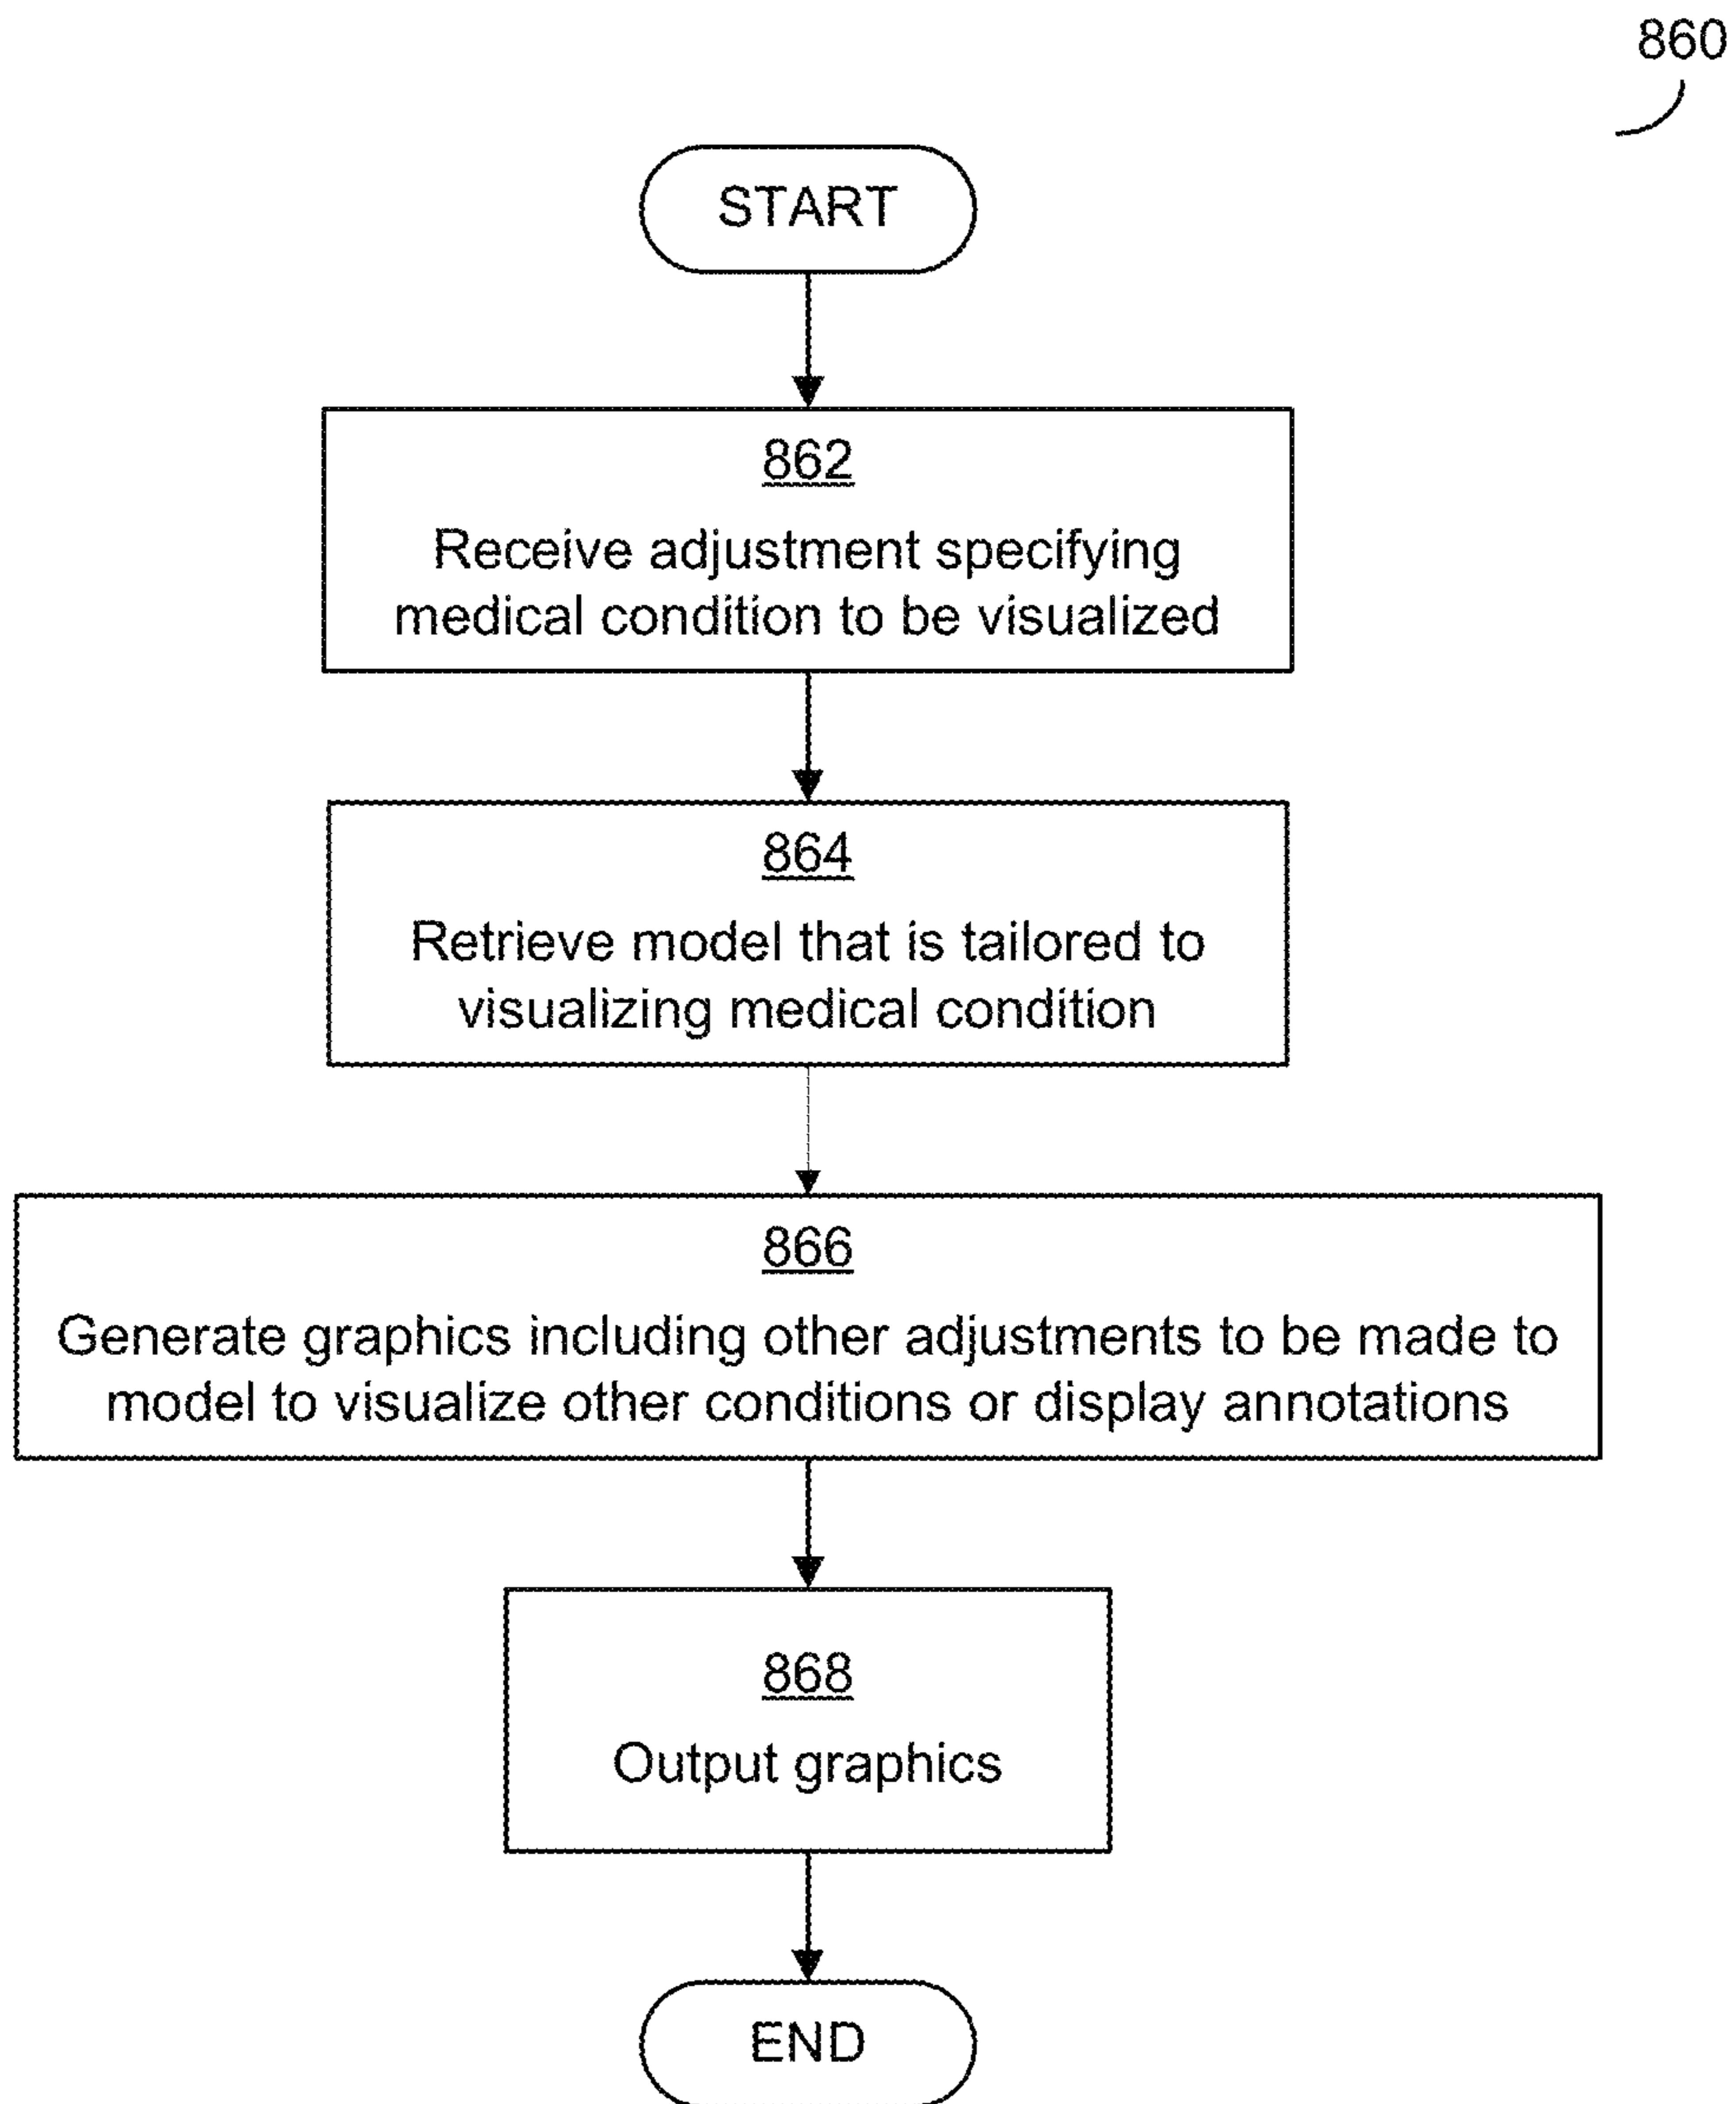 860
START
862
Receive adjustment specifying
medical condition to be visualized
864
Retrieve model that is tailored to
visualizing medical condition
866
Generate graphics including other adjustments to be made to
model to visualize other conditions or display annotations
868
Output graphics
END